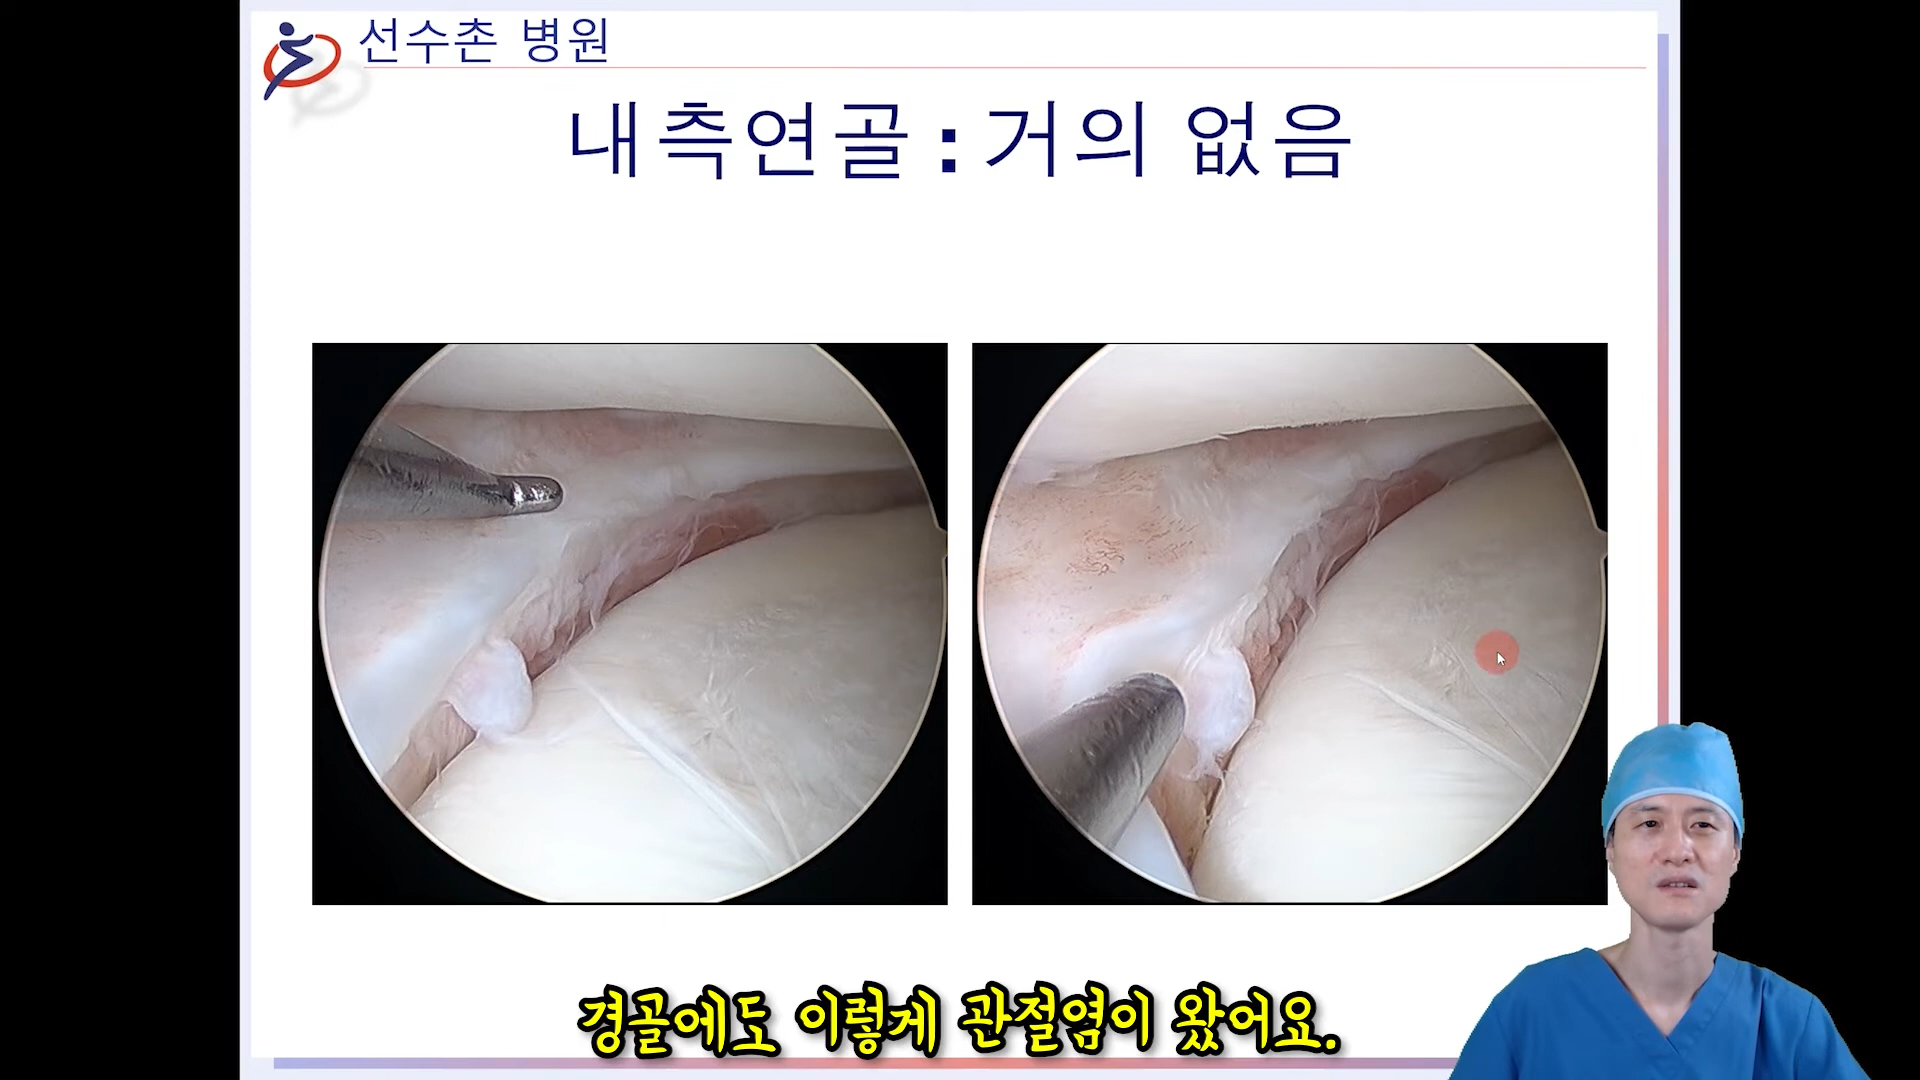 선수촌 병원
내측연골 : 거의 없음
경골에도 이렇게 관절염이 왔어요.